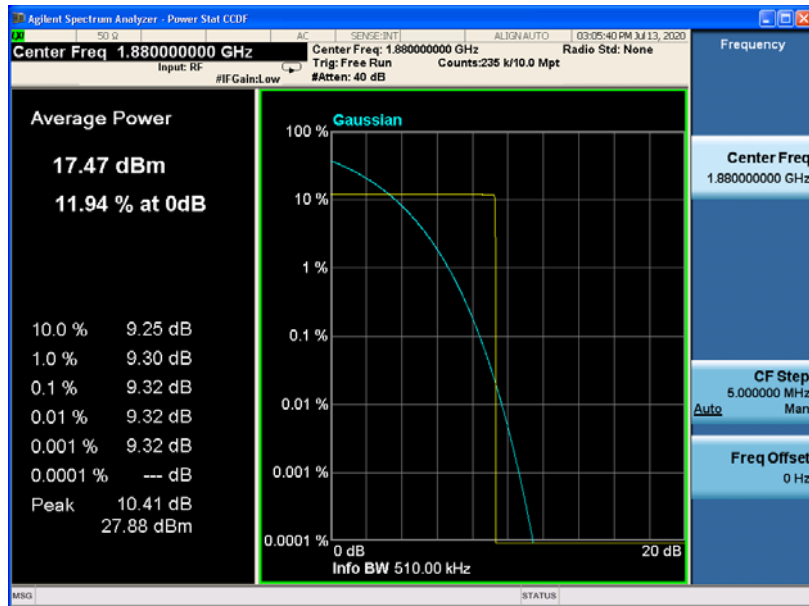 Agilent Spectrum Analyzer - Power Stat CCDF
50 Ω AC SENSE:INT ALIGN AUTO 03:05:40 PM Jul 13, 2020
Center Freq 1.880000000 GHz
Input: RF
#IFGain:Low
Center Freq: 1.880000000 GHz
Trig: Free Run
#Atten: 40 dB
Counts:235 k/10.0 Mpt
Radio Std: None
Average Power
17.47 dBm
11.94 % at 0dB
10.0 % 9.25 dB
1.0 % 9.30 dB
0.1 % 9.32 dB
0.01 % 9.32 dB
0.001 % 9.32 dB
0.0001 % --- dB
Peak 10.41 dB
27.88 dBm
Gaussian
100 %
10 %
1 %
0.1 %
0.01 %
0.001 %
0.0001 %
0 dB 20 dB
Info BW 510.00 kHz
Frequency
Center Freq
1.880000000 GHz
CF Step
5.000000 MHz
Auto Man
Freq Offset
0 Hz
MSG STATUS